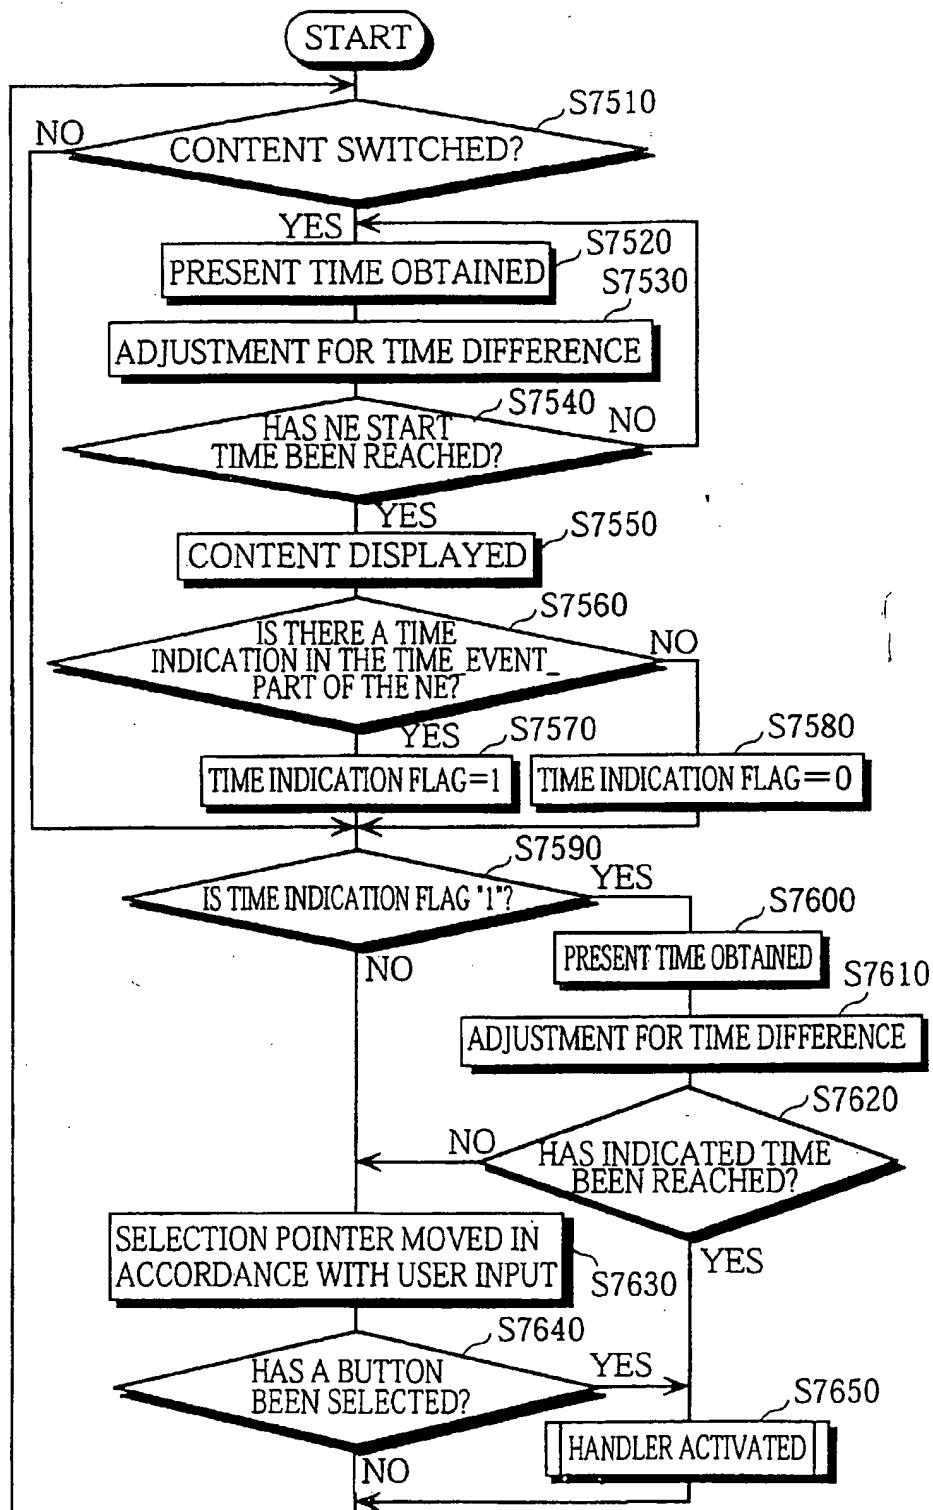 START
S7510
NO
CONTENT SWITCHED?
YES
S7520
PRESENT TIME OBTAINED
S7530
ADJUSTMENT FOR TIME DIFFERENCE
S7540
NO
HAS NE START
TIME BEEN REACHED?
YES
S7550
CONTENT DISPLAYED
S7560
NO
IS THERE A TIME
INDICATION IN THE TIME_EVENT_
PART OF THE NE?
YES
S7570
S7580
TIME INDICATION FLAG=1
TIME INDICATION FLAG=0
S7590
YES
IS TIME INDICATION FLAG "1"?
S7600
NO
PRESENT TIME OBTAINED
S7610
ADJUSTMENT FOR TIME DIFFERENCE
S7620
NO
HAS INDICATED TIME
BEEN REACHED?
YES
SELECTION POINTER MOVED IN
ACCORDANCE WITH USER INPUT
S7630
S7640
YES
HAS A BUTTON
BEEN SELECTED?
S7650
HANDLER ACTIVATED
NO